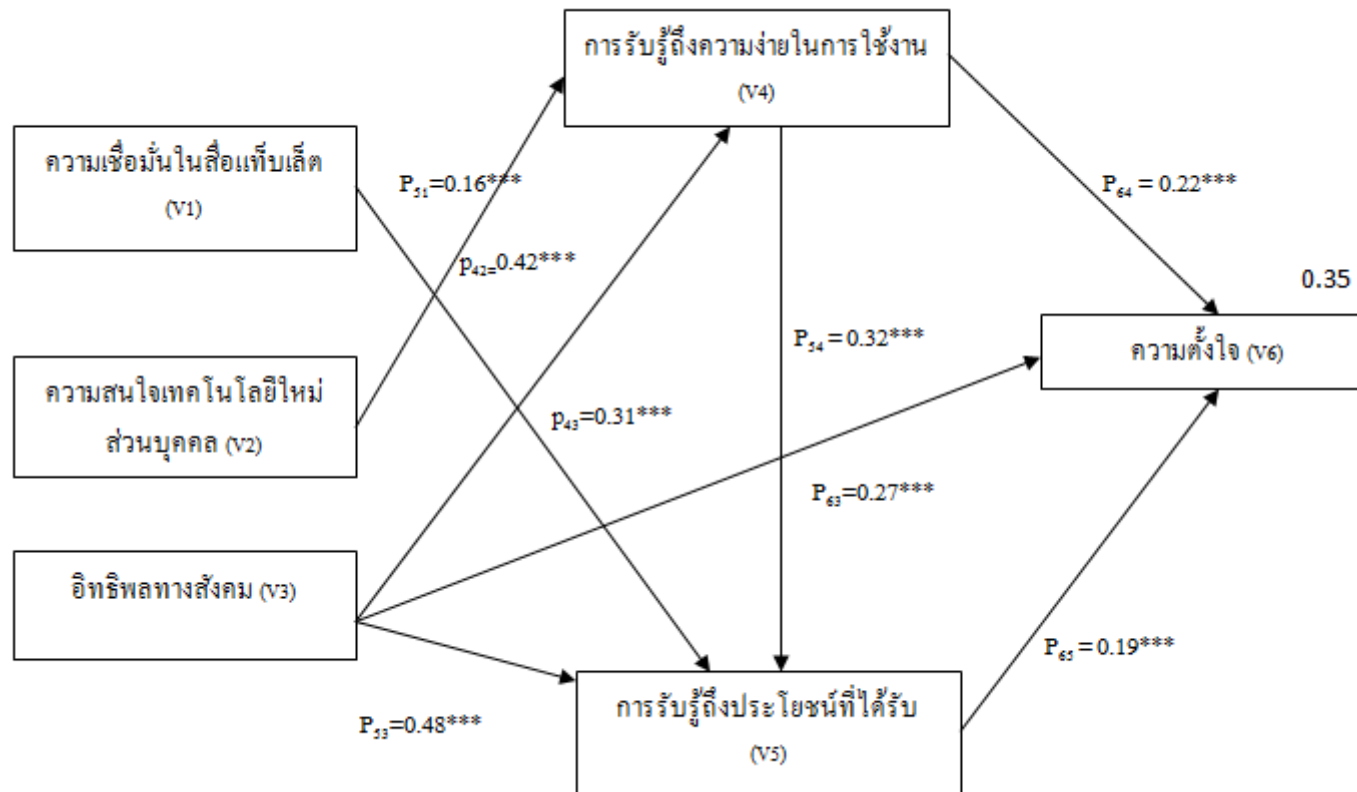 การรับรู้ถึงความง่ายในการใช้งาน
(V4)
ความเชื่อมั่นในสื่อแท็บเล็ต
(V1)
P₅₁=0.16***
P₆₄ = 0.22***
p₄₂₌0.42***
0.35
ความสนใจเทคโนโลยีใหม่
ส่วนบุคคล (V2)
P₅₄ = 0.32***
ความตั้งใจ (V6)
p₄₃=0.31***
P₆₃=0.27***
อิทธิพลทางสังคม (V3)
P₆₅ = 0.19***
P₅₃=0.48***
การรับรู้ถึงประโยชน์ที่ได้รับ
(V5)